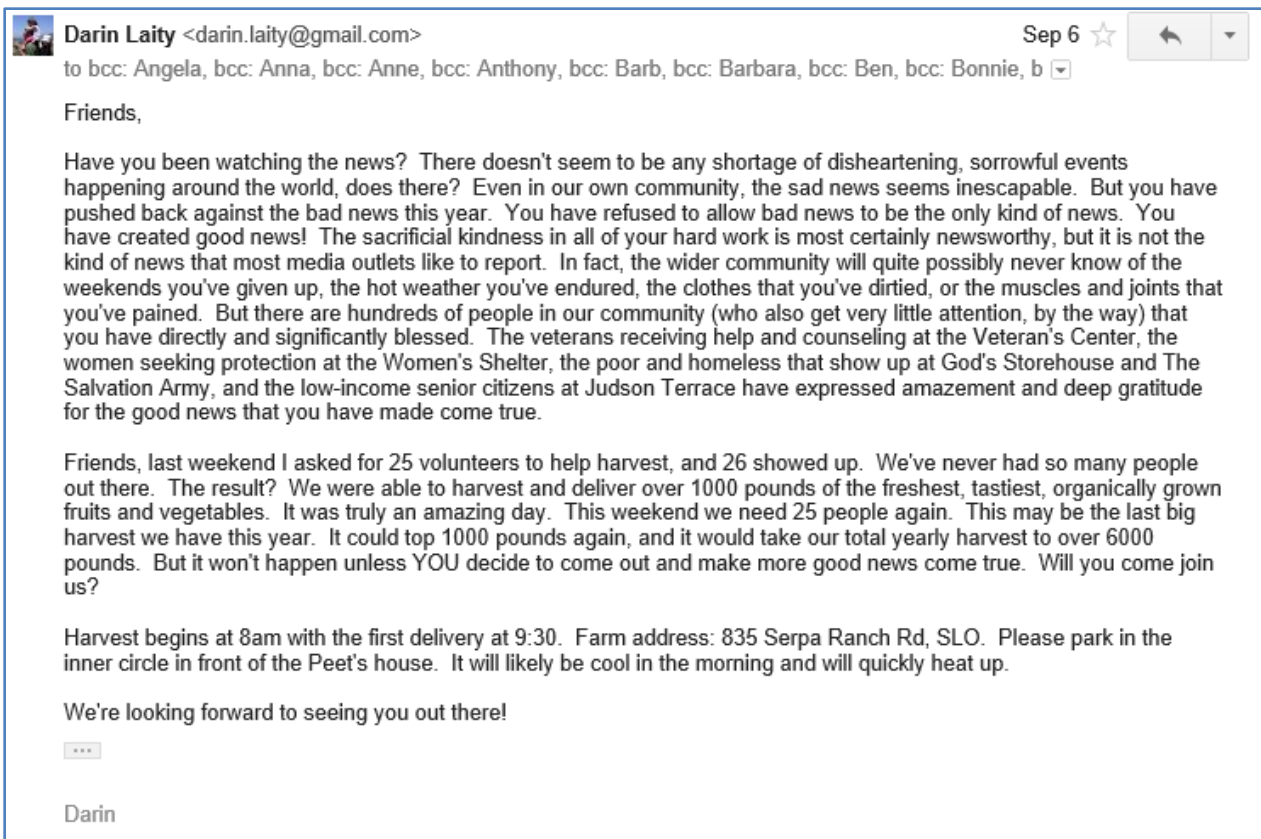 Darin Laity <darin.laity@gmail.com> Sep 6
to bcc: Angela, bcc: Anna, bcc: Anne, bcc: Anthony, bcc: Barb, bcc: Barbara, bcc: Ben, bcc: Bonnie, b
Friends,
Have you been watching the news?  There doesn't seem to be any shortage of disheartening, sorrowful events
happening around the world, does there?  Even in our own community, the sad news seems inescapable.  But you have
pushed back against the bad news this year.  You have refused to allow bad news to be the only kind of news.  You
have created good news!  The sacrificial kindness in all of your hard work is most certainly newsworthy, but it is not the
kind of news that most media outlets like to report.  In fact, the wider community will quite possibly never know of the
weekends you've given up, the hot weather you've endured, the clothes that you've dirtied, or the muscles and joints that
you've pained.  But there are hundreds of people in our community (who also get very little attention, by the way) that
you have directly and significantly blessed.  The veterans receiving help and counseling at the Veteran's Center, the
women seeking protection at the Women's Shelter, the poor and homeless that show up at God's Storehouse and The
Salvation Army, and the low-income senior citizens at Judson Terrace have expressed amazement and deep gratitude
for the good news that you have made come true.
Friends, last weekend I asked for 25 volunteers to help harvest, and 26 showed up.  We've never had so many people
out there.  The result?  We were able to harvest and deliver over 1000 pounds of the freshest, tastiest, organically grown
fruits and vegetables.  It was truly an amazing day.  This weekend we need 25 people again.  This may be the last big
harvest we have this year.  It could top 1000 pounds again, and it would take our total yearly harvest to over 6000
pounds.  But it won't happen unless YOU decide to come out and make more good news come true.  Will you come join
us?
Harvest begins at 8am with the first delivery at 9:30.  Farm address: 835 Serpa Ranch Rd, SLO.  Please park in the
inner circle in front of the Peet's house.  It will likely be cool in the morning and will quickly heat up.
We're looking forward to seeing you out there!
Darin